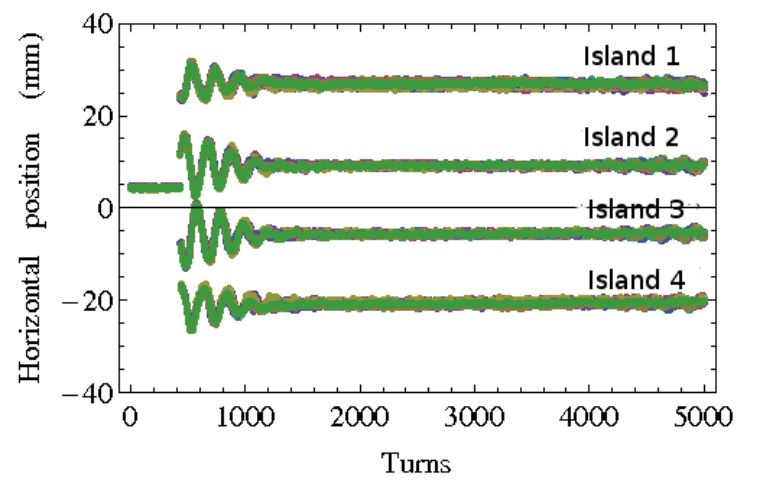 40
20
0
−20
−40
Horizontal position (mm)
Island 1
Island 2
Island 3
Island 4
0 1000 2000 3000 4000 5000
Turns